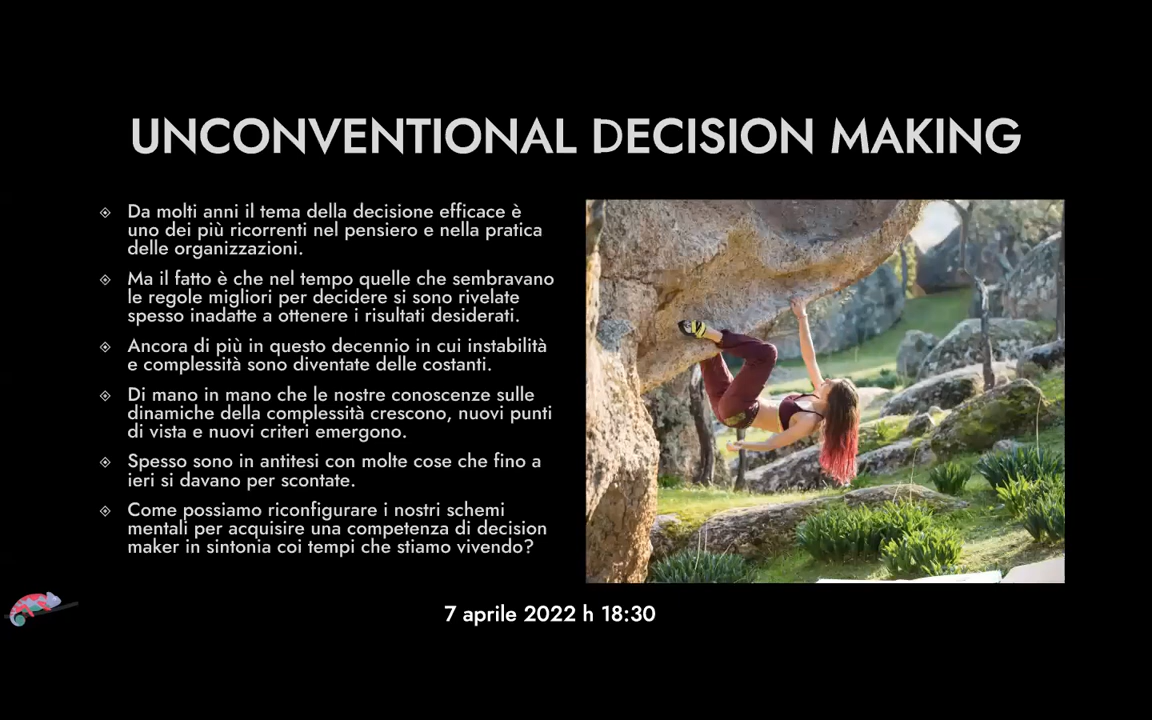 UNCONVENTIONAL DECISION MAKING
Da molti anni il tema della decisione efficace è
uno dei più ricorrenti nel pensiero e nella pratica
delle organizzazioni.
Ma il fatto è che nel tempo quelle che sembravano
le regole migliori per decidere si sono rivelate
spesso inadatte a ottenere i risultati desiderati.
Ancora di più in questo decennio in cui instabilità
e complessità sono diventate delle costanti.
Di mano in mano che le nostre conoscenze sulle
dinamiche della complessità crescono, nuovi punti
di vista e nuovi criteri emergono.
Spesso sono in antitesi con molte cose che fino a
ieri si davano per scontate.
Come possiamo riconfigurare i nostri schemi
mentali per acquisire una competenza di decision
maker in sintonia coi tempi che stiamo vivendo?
7 aprile 2022 h 18:30